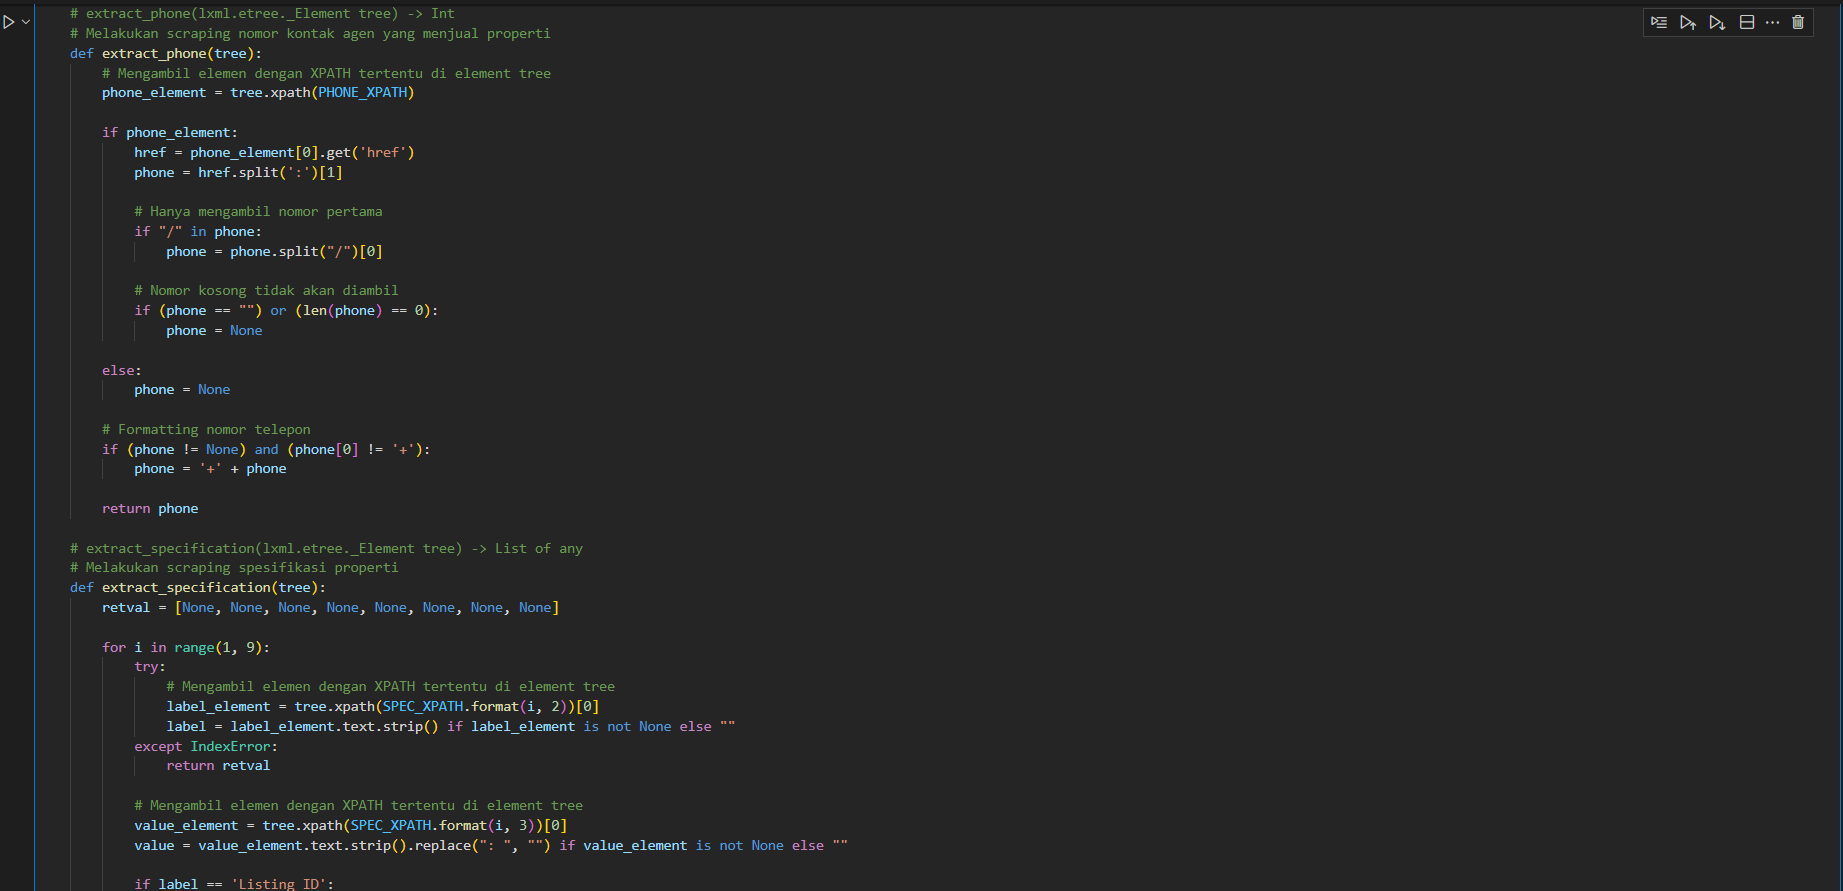 # extract_phone(lxml.etree._Element tree) -> Int
# Melakukan scraping nomor kontak agen yang menjual properti
def extract_phone(tree):
    # Mengambil elemen dengan XPATH tertentu di element tree
    phone_element = tree.xpath(PHONE_XPATH)

    if phone_element:
        href = phone_element[0].get('href')
        phone = href.split(':')[1]

        # Hanya mengambil nomor pertama
        if "/" in phone:
            phone = phone.split("/")[0]

        # Nomor kosong tidak akan diambil
        if (phone == "") or (len(phone) == 0):
            phone = None

    else:
        phone = None

    # Formatting nomor telepon
    if (phone != None) and (phone[0] != '+'):
        phone = '+' + phone

    return phone

# extract_specification(lxml.etree._Element tree) -> List of any
# Melakukan scraping spesifikasi properti
def extract_specification(tree):
    retval = [None, None, None, None, None, None, None, None]

    for i in range(1, 9):
        try:
            # Mengambil elemen dengan XPATH tertentu di element tree
            label_element = tree.xpath(SPEC_XPATH.format(i, 2))[0]
            label = label_element.text.strip() if label_element is not None else ""
        except IndexError:
            return retval

        # Mengambil elemen dengan XPATH tertentu di element tree
        value_element = tree.xpath(SPEC_XPATH.format(i, 3))[0]
        value = value_element.text.strip().replace(": ", "") if value_element is not None else ""

        if label == 'Listing ID':